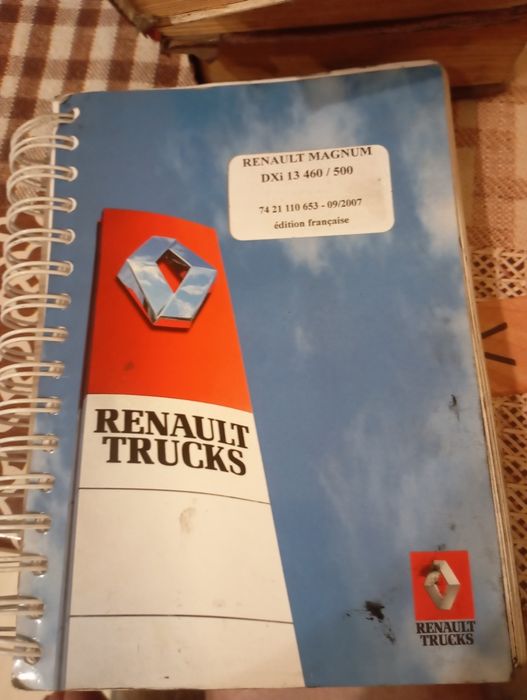 RENAULT MAGNUM
DXi 13 460 / 500
74 21 110 653 - 09/2007
édition française
RENAULT
TRUCKS
RENAULT
TRUCKS